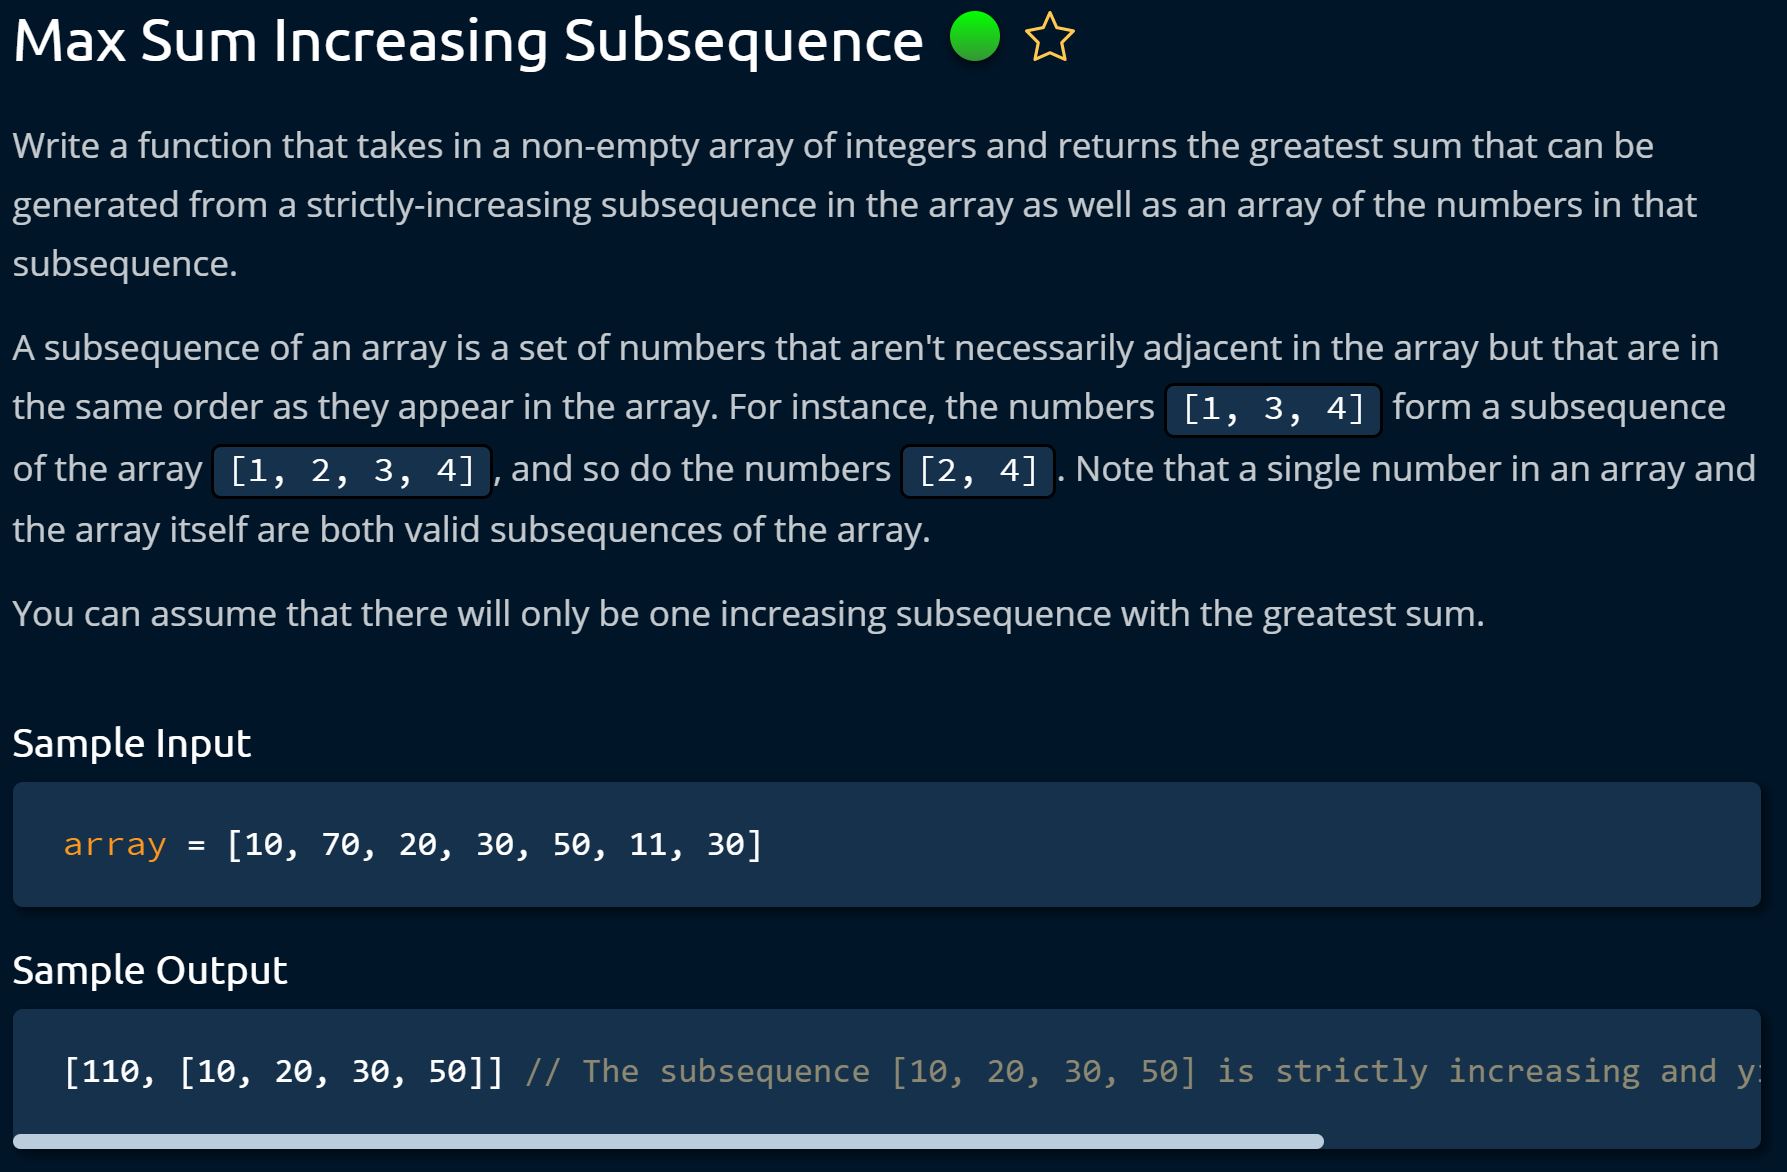 Max Sum Increasing Subsequence
Write a function that takes in a non-empty array of integers and returns the greatest sum that can be
generated from a strictly-increasing subsequence in the array as well as an array of the numbers in that
subsequence.
A subsequence of an array is a set of numbers that aren't necessarily adjacent in the array but that are in
the same order as they appear in the array. For instance, the numbers [1, 3, 4] form a subsequence
of the array [1, 2, 3, 4], and so do the numbers [2, 4]. Note that a single number in an array and
the array itself are both valid subsequences of the array.
You can assume that there will only be one increasing subsequence with the greatest sum.
Sample Input
array = [10, 70, 20, 30, 50, 11, 30]
Sample Output
[110, [10, 20, 30, 50]] // The subsequence [10, 20, 30, 50] is strictly increasing and